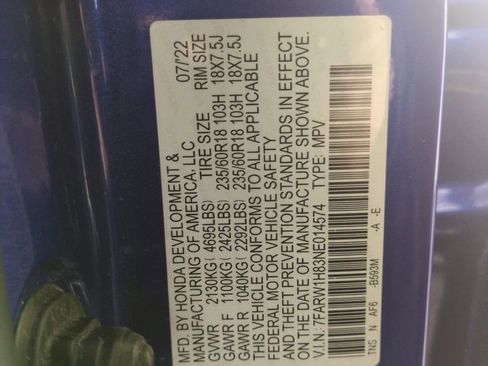 MFD. BY HONDA DEVELOPMENT & 07/'22
MANUFACTURING OF AMERICA, LLC
TIRE SIZE RIM SIZE
GVWR 2130KG( 4695LBS)
GAWR F 1100KG( 2425LBS) 235/60R18 103H 18X7.5J
GAWR R 1040KG( 2292LBS) 235/60R18 103H 18X7.5J
THIS VEHICLE CONFORMS TO ALL APPLICABLE
FEDERAL MOTOR VEHICLE SAFETY
AND THEFT PREVENTION STANDARDS IN EFFECT
ON THE DATE OF MANUFACTURE SHOWN ABOVE.
V.I.N.: 7FARW1H83NE014574 TYPE: MPV
TNS N AF6 -B593M -A -E